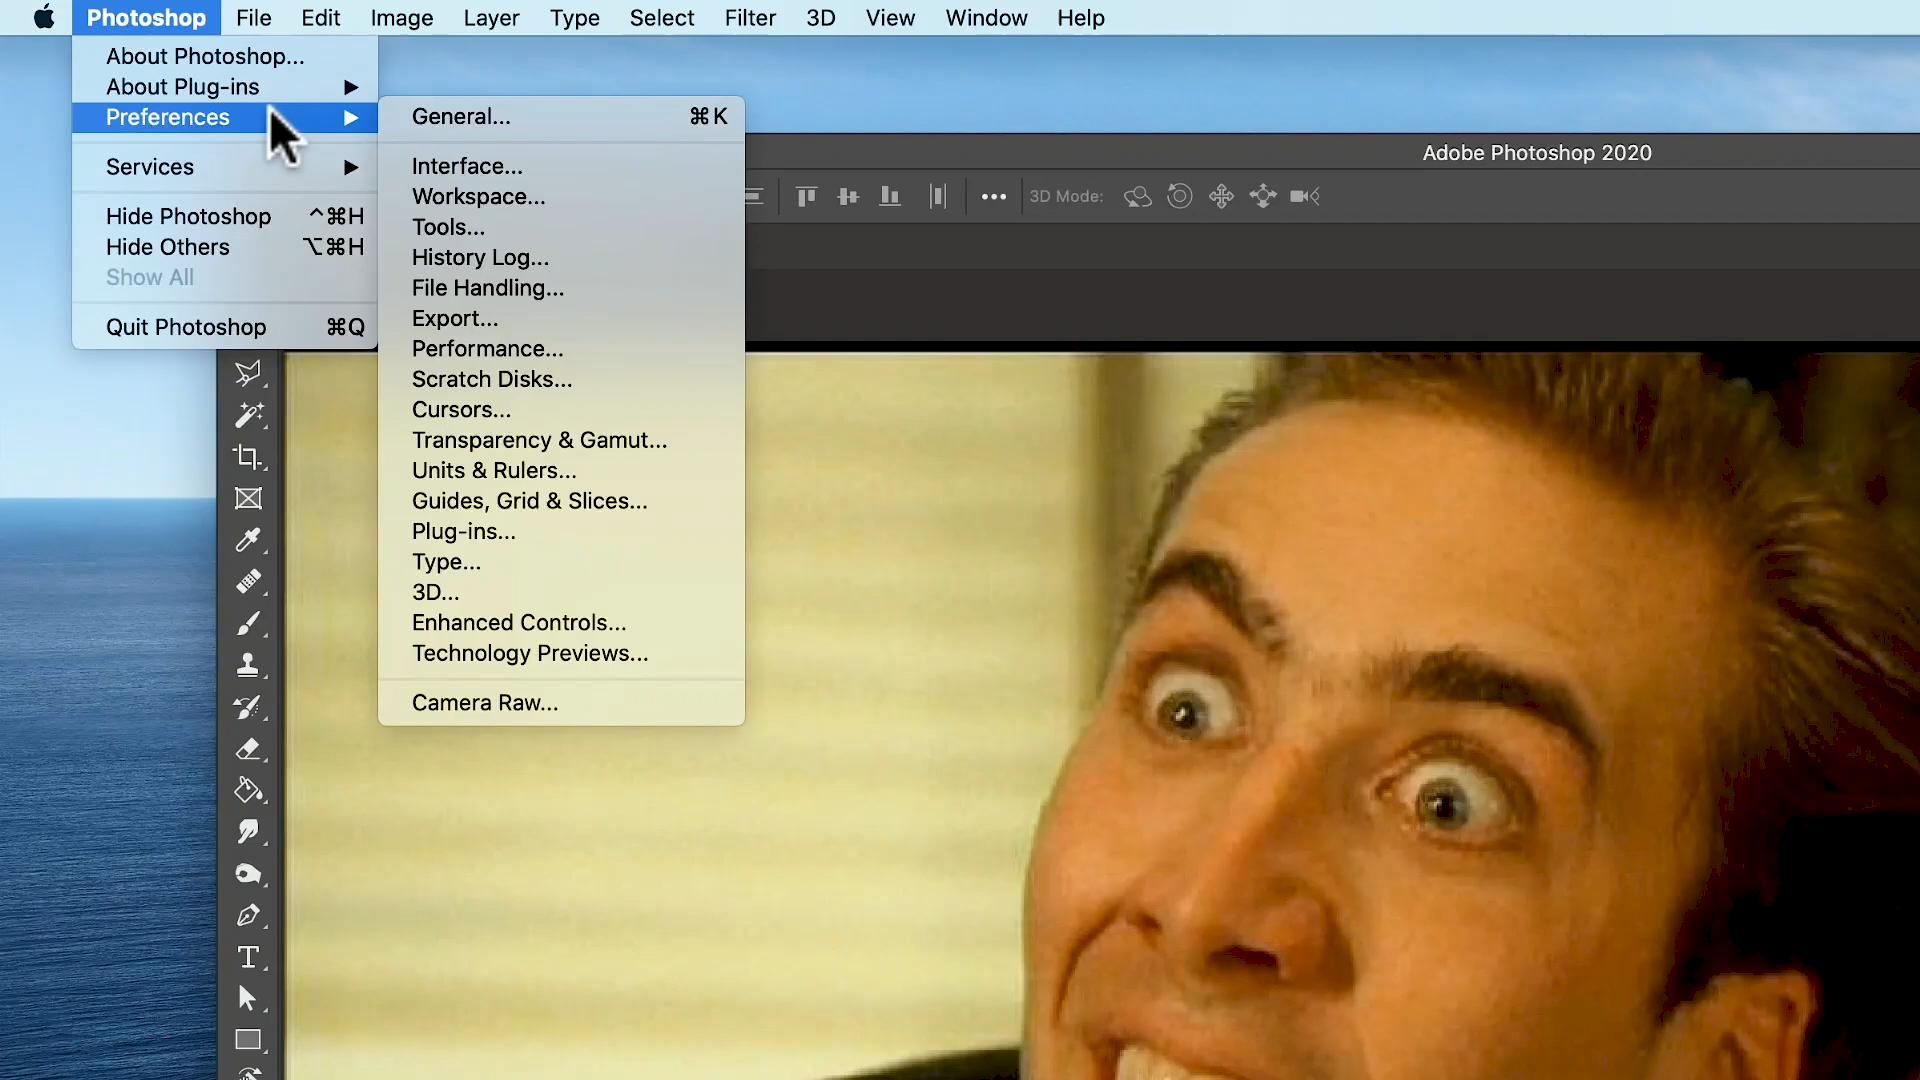 Photoshop File Edit Image Layer Type Select Filter 3D View Window Help
About Photoshop...
About Plug-ins
Preferences
Services
Hide Photoshop ^⌘H
Hide Others ⌥⌘H
Show All
Quit Photoshop ⌘Q
General... ⌘K
Interface...
Workspace...
Tools...
History Log...
File Handling...
Export...
Performance...
Scratch Disks...
Cursors...
Transparency & Gamut...
Units & Rulers...
Guides, Grid & Slices...
Plug-ins...
Type...
3D...
Enhanced Controls...
Technology Previews...
Camera Raw...
Adobe Photoshop 2020
3D Mode: